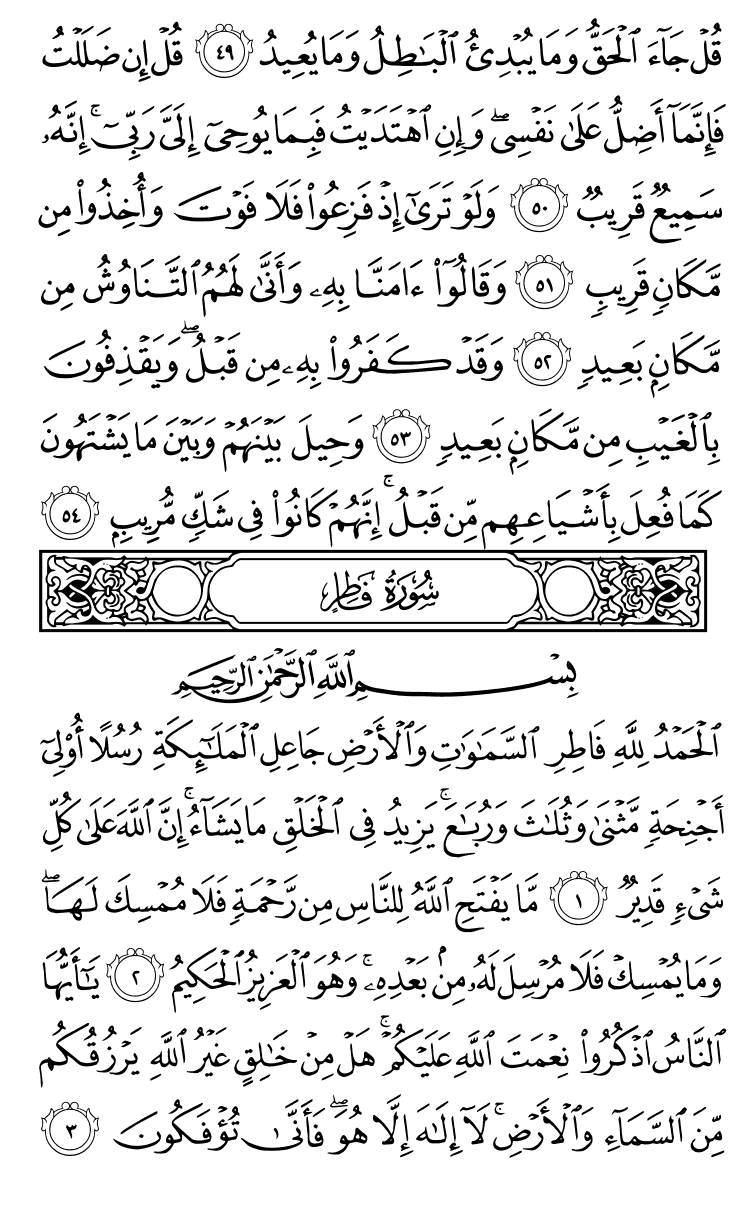 قُلْ جَآءَ ٱلْحَقُّ وَمَا يُبْدِئُ ٱلْبَٰطِلُ وَمَا يُعِيدُ ٤٩ قُلْ إِن ضَلَلْتُ
فَإِنَّمَآ أَضِلُّ عَلَىٰ نَفْسِىۖ وَإِنِ ٱهْتَدَيْتُ فَبِمَا يُوحِىٓ إِلَىَّ رَبِّىٓۚ إِنَّهُۥ
سَمِيعٌ قَرِيبٌ ٥٠ وَلَوْ تَرَىٰٓ إِذْ فَزِعُوا۟ فَلَا فَوْتَ وَأُخِذُوا۟ مِن
مَّكَانٍ قَرِيبٍ ٥١ وَقَالُوٓا۟ ءَامَنَّا بِهِۦ وَأَنَّىٰ لَهُمُ ٱلتَّنَاوُشُ مِن
مَّكَانٍۭ بَعِيدٍ ٥٢ وَقَدْ كَفَرُوا۟ بِهِۦ مِن قَبْلُۖ وَيَقْذِفُونَ
بِٱلْغَيْبِ مِن مَّكَانٍۭ بَعِيدٍ ٥٣ وَحِيلَ بَيْنَهُمْ وَبَيْنَ مَا يَشْتَهُونَ
كَمَا فُعِلَ بِأَشْيَاعِهِم مِّن قَبْلُۚ إِنَّهُمْ كَانُوا۟ فِى شَكٍّ مُّرِيبٍۭ ٥٤
سُورَةُ فَاطِرٍ
بِسْمِ ٱللَّهِ ٱلرَّحْمَٰنِ ٱلرَّحِيمِ
ٱلْحَمْدُ لِلَّهِ فَاطِرِ ٱلسَّمَٰوَٰتِ وَٱلْأَرْضِ جَاعِلِ ٱلْمَلَٰٓئِكَةِ رُسُلًا أُو۟لِىٓ
أَجْنِحَةٍ مَّثْنَىٰ وَثُلَٰثَ وَرُبَٰعَۚ يَزِيدُ فِى ٱلْخَلْقِ مَا يَشَآءُۚ إِنَّ ٱللَّهَ عَلَىٰ كُلِّ
شَىْءٍ قَدِيرٌ ١ مَّا يَفْتَحِ ٱللَّهُ لِلنَّاسِ مِن رَّحْمَةٍ فَلَا مُمْسِكَ لَهَاۖ
وَمَا يُمْسِكْ فَلَا مُرْسِلَ لَهُۥ مِنۢ بَعْدِهِۦۚ وَهُوَ ٱلْعَزِيزُ ٱلْحَكِيمُ ٢ يَٰٓأَيُّهَا
ٱلنَّاسُ ٱذْكُرُوا۟ نِعْمَتَ ٱللَّهِ عَلَيْكُمْۚ هَلْ مِنْ خَٰلِقٍ غَيْرُ ٱللَّهِ يَرْزُقُكُم
مِّنَ ٱلسَّمَآءِ وَٱلْأَرْضِۚ لَآ إِلَٰهَ إِلَّا هُوَۖ فَأَنَّىٰ تُؤْفَكُونَ ٣